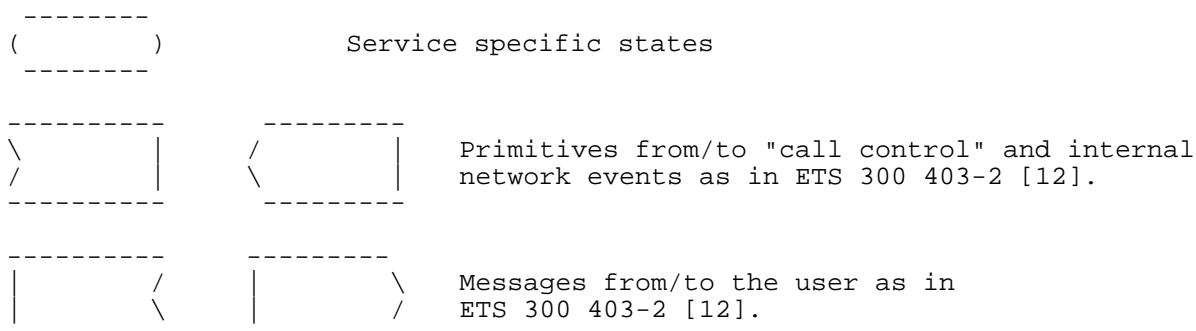 Service specific states
Primitives from/to "call control" and internal
network events as in ETS 300 403-2 [12].
Messages from/to the user as in
ETS 300 403-2 [12].